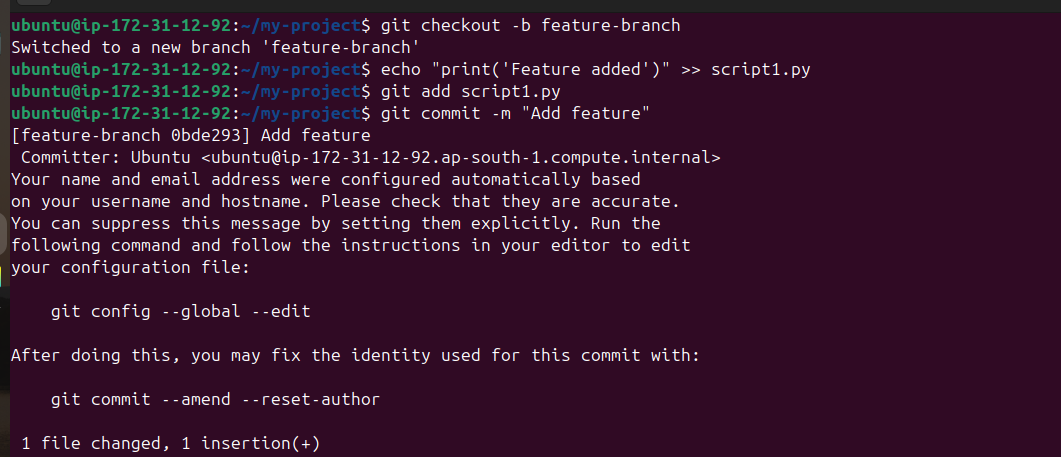 ubuntu@ip-172-31-12-92:~/my-project$ git checkout -b feature-branch
Switched to a new branch 'feature-branch'
ubuntu@ip-172-31-12-92:~/my-project$ echo "print('Feature added')" >> script1.py
ubuntu@ip-172-31-12-92:~/my-project$ git add script1.py
ubuntu@ip-172-31-12-92:~/my-project$ git commit -m "Add feature"
[feature-branch 0bde293] Add feature
 Committer: Ubuntu <ubuntu@ip-172-31-12-92.ap-south-1.compute.internal>
Your name and email address were configured automatically based
on your username and hostname. Please check that they are accurate.
You can suppress this message by setting them explicitly. Run the
following command and follow the instructions in your editor to edit
your configuration file:

    git config --global --edit

After doing this, you may fix the identity used for this commit with:

    git commit --amend --reset-author

 1 file changed, 1 insertion(+)